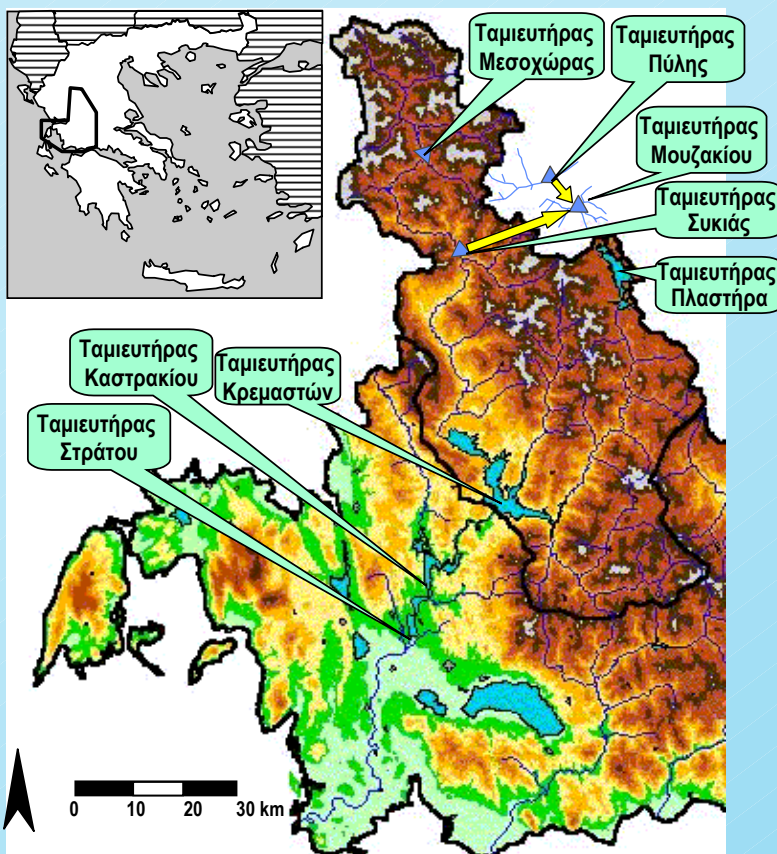 Ταμιευτήρας
Μεσοχώρας
Ταμιευτήρας
Πύλης
Ταμιευτήρας
Μουζακίου
Ταμιευτήρας
Συκιάς
Ταμιευτήρας
Πλαστήρα
Ταμιευτήρας
Καστρακίου
Ταμιευτήρας
Κρεμαστών
Ταμιευτήρας
Στράτου
0 10 20 30 km